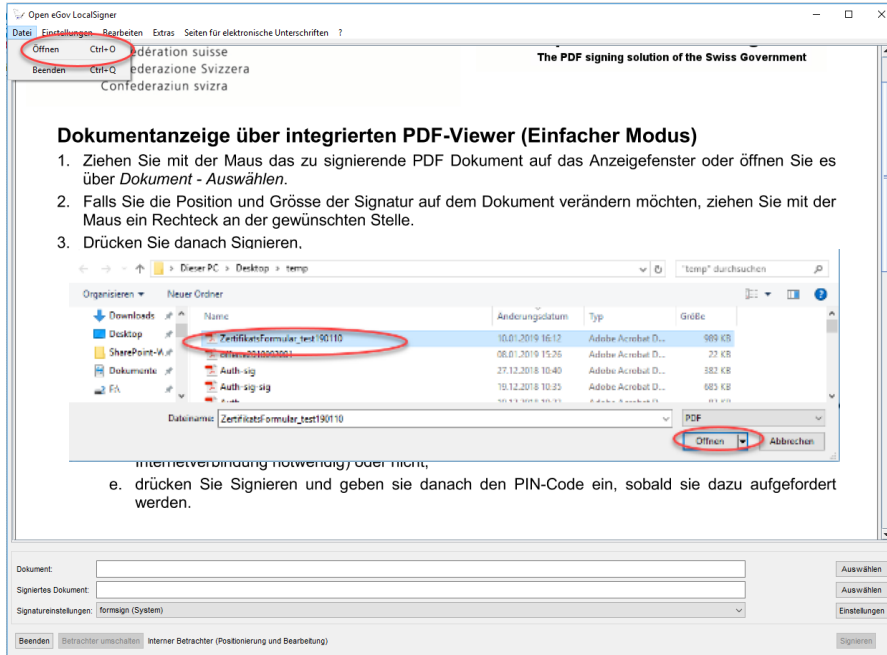 Open eGov LocalSigner
Datei Einstellungen Bearbeiten Extras Seiten für elektronische Unterschriften ?
Öffnen Ctrl+O
Beenden Ctrl+Q
édération suisse
ederazione Svizzera
Confederaziun svizra
The PDF signing solution of the Swiss Government
Dokumentanzeige über integrierten PDF-Viewer (Einfacher Modus)
1. Ziehen Sie mit der Maus das zu signierende PDF Dokument auf das Anzeigefenster oder öffnen Sie es
über Dokument - Auswählen.
2. Falls Sie die Position und Grösse der Signatur auf dem Dokument verändern möchten, ziehen Sie mit der
Maus ein Rechteck an der gewünschten Stelle.
3. Drücken Sie danach Signieren,
Dieser PC > Desktop > temp
"temp" durchsuchen
Organisieren Neuer Ordner
Downloads
Desktop
SharePoint-W
Dokumente
F:\
Name Änderungsdatum Typ Größe
ZertifikatsFormular_test190110 10.01.2019 16:12 Adobe Acrobat D... 989 KB
08.01.2019 15:26 Adobe Acrobat D... 22 KB
Auth-sig 27.12.2018 10:40 Adobe Acrobat D... 382 KB
Auth-sig-sig 19.12.2018 10:35 Adobe Acrobat D... 685 KB
Dateiname: ZertifikatsFormular_test190110 PDF
Öffnen Abbrechen
Internetverbindung notwendig) oder nicht,
e. drücken Sie Signieren und geben sie danach den PIN-Code ein, sobald sie dazu aufgefordert
werden.
Dokument: Auswählen
Signiertes Dokument: Auswählen
Signatureinstellungen: formsign (System) Einstellungen
Beenden Betrachter umschalten Interner Betrachter (Positionierung und Bearbeitung) Signieren